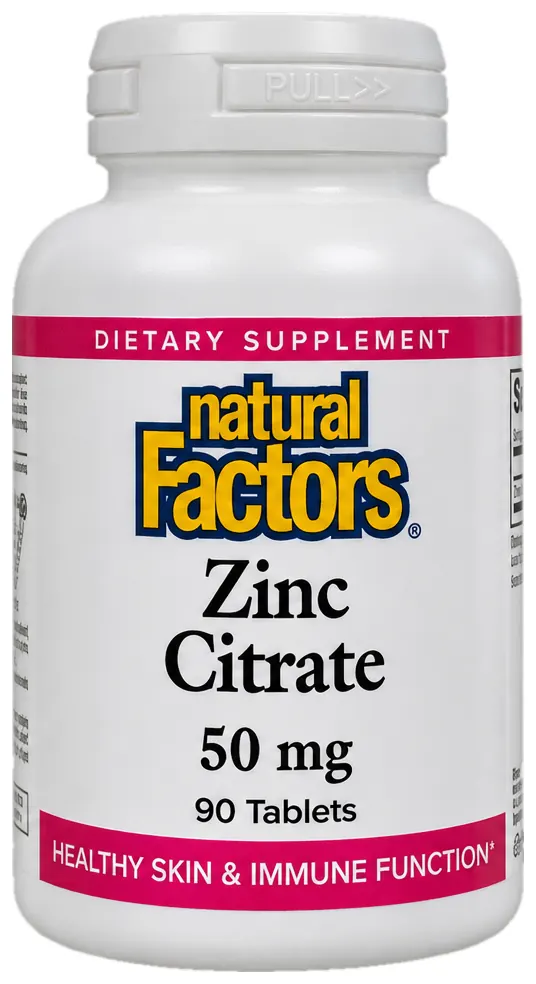 PULL>>
DIETARY SUPPLEMENT
natural
Factors®
Zinc
Citrate
50 mg
90 Tablets
HEALTHY SKIN & IMMUNE FUNCTION*